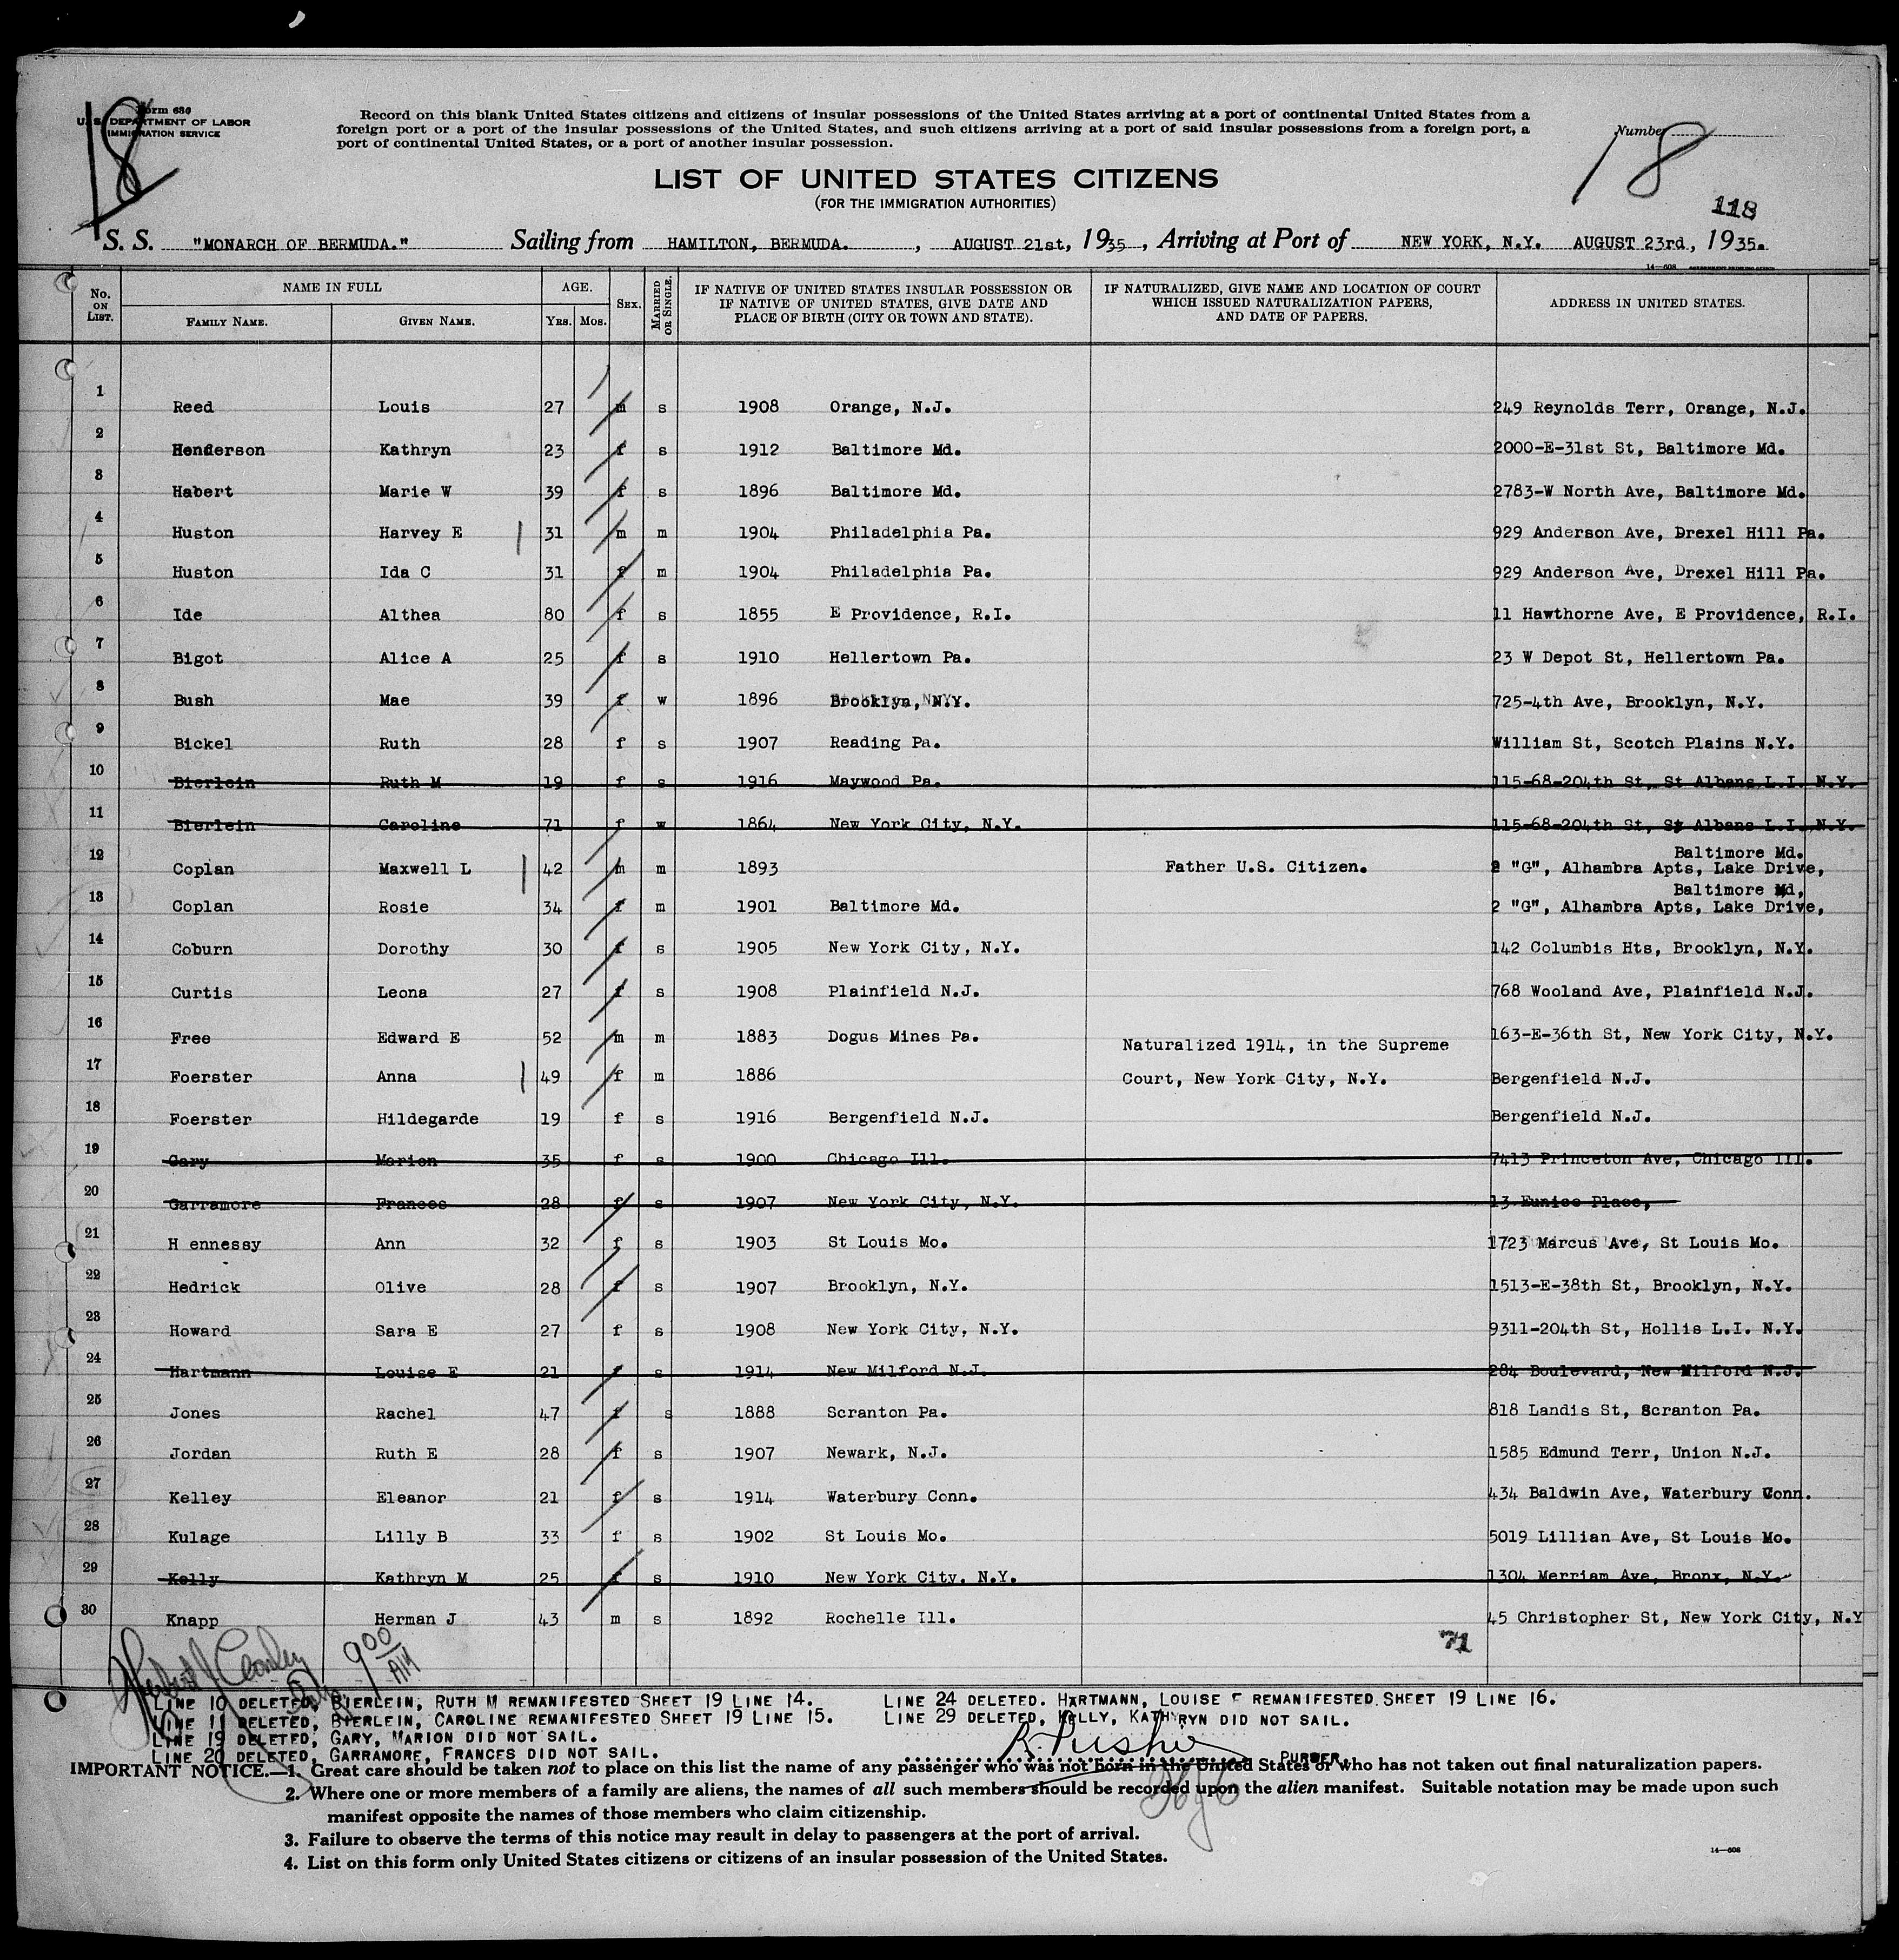 Form 630
U. S. DEPARTMENT OF LABOR
IMMIGRATION SERVICE
18
Record on this blank United States citizens and citizens of insular possessions of the United States arriving at a port of continental United States from a
foreign port or a port of the insular possessions of the United States, and such citizens arriving at a port of said insular possessions from a foreign port, a
port of continental United States, or a port of another insular possession.
Number
18
LIST OF UNITED STATES CITIZENS
(FOR THE IMMIGRATION AUTHORITIES)
118
S. S. "MONARCH OF BERMUDA." Sailing from HAMILTON, BERMUDA. , AUGUST 21st, 1935 , Arriving at Port of NEW YORK, N.Y. AUGUST 23rd., 1935.
14—608 GOVERNMENT PRINTING OFFICE
No. ON LIST. NAME IN FULL FAMILY NAME. GIVEN NAME. AGE. YRS. MOS. SEX. MARRIED OR SINGLE. IF NATIVE OF UNITED STATES INSULAR POSSESSION OR IF NATIVE OF UNITED STATES, GIVE DATE AND PLACE OF BIRTH (CITY OR TOWN AND STATE). IF NATURALIZED, GIVE NAME AND LOCATION OF COURT WHICH ISSUED NATURALIZATION PAPERS, AND DATE OF PAPERS. ADDRESS IN UNITED STATES.
1 Reed Louis 27 m s 1908 Orange, N.J. 249 Reynolds Terr, Orange, N.J.
2 Henderson Kathryn 23 f s 1912 Baltimore Md. 2000-E-31st St, Baltimore Md.
3 Habert Marie W 39 f s 1896 Baltimore Md. 2783-W North Ave, Baltimore Md.
4 Huston Harvey E 31 m m 1904 Philadelphia Pa. 929 Anderson Ave, Drexel Hill Pa.
5 Huston Ida C 31 f m 1904 Philadelphia Pa. 929 Anderson Ave, Drexel Hill Pa.
6 Ide Althea 80 f s 1855 E Providence, R.I. 11 Hawthorne Ave, E Providence, R.I.
7 Bigot Alice A 25 f s 1910 Hellertown Pa. 23 W Depot St, Hellertown Pa.
8 Bush Mae 39 f w 1896 Brooklyn, N.Y. 725-4th Ave, Brooklyn, N.Y.
9 Bickel Ruth 28 f s 1907 Reading Pa. William St, Scotch Plains N.Y.
10 Bierlein Ruth M 19 f s 1916 Maywood Pa. 115-68-204th St, St Albans L.I. N.Y.
11 Bierlein Caroline 71 f w 1864 New York City, N.Y. 115-68-204th St, St Albans L.I. N.Y.
Baltimore Md.
12 Coplan Maxwell L 42 m m 1893 Father U.S. Citizen. 2 "G", Alhambra Apts, Lake Drive,
Baltimore Md,
13 Coplan Rosie 34 f m 1901 Baltimore Md. 2 "G", Alhambra Apts, Lake Drive,
14 Coburn Dorothy 30 f s 1905 New York City, N.Y. 142 Columbis Hts, Brooklyn, N.Y.
15 Curtis Leona 27 f s 1908 Plainfield N.J. 768 Wooland Ave, Plainfield N.J.
16 Free Edward E 52 m m 1883 Dogus Mines Pa. 163-E-36th St, New York City, N.Y.
Naturalized 1914, in the Supreme
17 Foerster Anna 49 f m 1886 Court, New York City, N.Y. Bergenfield N.J.
18 Foerster Hildegarde 19 f s 1916 Bergenfield N.J. Bergenfield N.J.
19 Gary Marion 35 f s 1900 Chicago Ill. 7413 Princeton Ave, Chicago Ill.
20 Garramore Frances 28 f s 1907 New York City, N.Y. 13 Eunice Place,
21 H ennessy Ann 32 f s 1903 St Louis Mo. 1723 Marcus Ave, St Louis Mo.
22 Hedrick Olive 28 f s 1907 Brooklyn, N.Y. 1513-E-38th St, Brooklyn, N.Y.
23 Howard Sara E 27 f s 1908 New York City, N.Y. 9311-204th St, Hollis L.I. N.Y.
24 Hartmann Louise E 21 f s 1914 New Milford N.J. 284 Boulevard, New Milford N.J.
25 Jones Rachel 47 f s 1888 Scranton Pa. 818 Landis St, Scranton Pa.
26 Jordan Ruth E 28 f s 1907 Newark, N.J. 1585 Edmund Terr, Union N.J.
27 Kelley Eleanor 21 f s 1914 Waterbury Conn. 434 Baldwin Ave, Waterbury Conn.
28 Kulage Lilly B 33 f s 1902 St Louis Mo. 5019 Lillian Ave, St Louis Mo.
29 Kelly Kathryn M 25 f s 1910 New York City. N.Y. 1304 Merriam Ave, Bronx, N.Y.
30 Knapp Herman J 43 m s 1892 Rochelle Ill. 45 Christopher St, New York City, N.Y
71
9 00 AM
LINE 10 DELETED, BIERLEIN, RUTH M REMANIFESTED SHEET 19 LINE 14. LINE 24 DELETED. HARTMANN, LOUISE E REMANIFESTED SHEET 19 LINE 16.
LINE 11 DELETED, BIERLEIN, CAROLINE REMANIFESTED SHEET 19 LINE 15. LINE 29 DELETED, KELLY, KATHRYN DID NOT SAIL.
LINE 19 DELETED, GARY, MARION DID NOT SAIL.
LINE 20 DELETED, GARRAMORE, FRANCES DID NOT SAIL. PURSER.
IMPORTANT NOTICE.—1. Great care should be taken not to place on this list the name of any passenger who was not born in the United States or who has not taken out final naturalization papers.
2. Where one or more members of a family are aliens, the names of all such members should be recorded upon the alien manifest. Suitable notation may be made upon such
manifest opposite the names of those members who claim citizenship.
3. Failure to observe the terms of this notice may result in delay to passengers at the port of arrival.
4. List on this form only United States citizens or citizens of an insular possession of the United States.
14—608